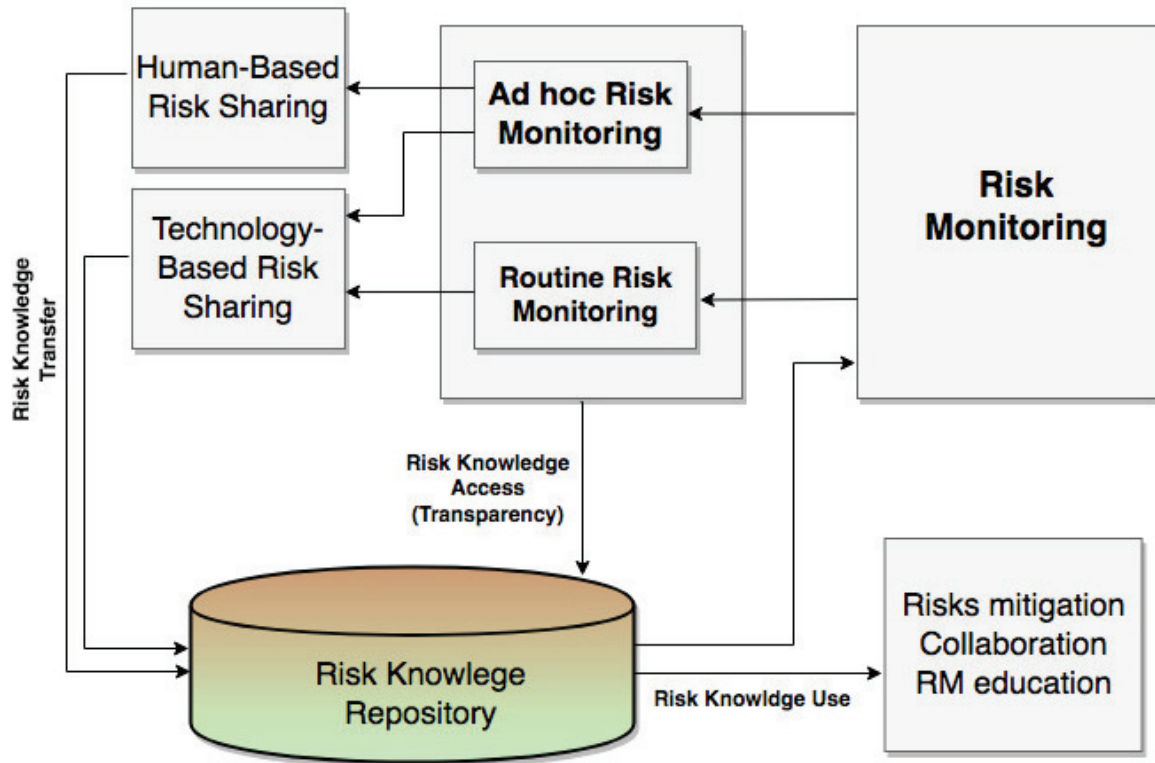 Human-Based
Risk Sharing
Ad hoc Risk
Monitoring
Risk
Monitoring
Technology-
Based Risk
Sharing
Routine Risk
Monitoring
Risk Knowledge
Transfer
Risk Knowledge
Access
(Transparency)
Risk Knowlege
Repository
Risk Knowldge Use
Risks mitigation
Collaboration
RM education